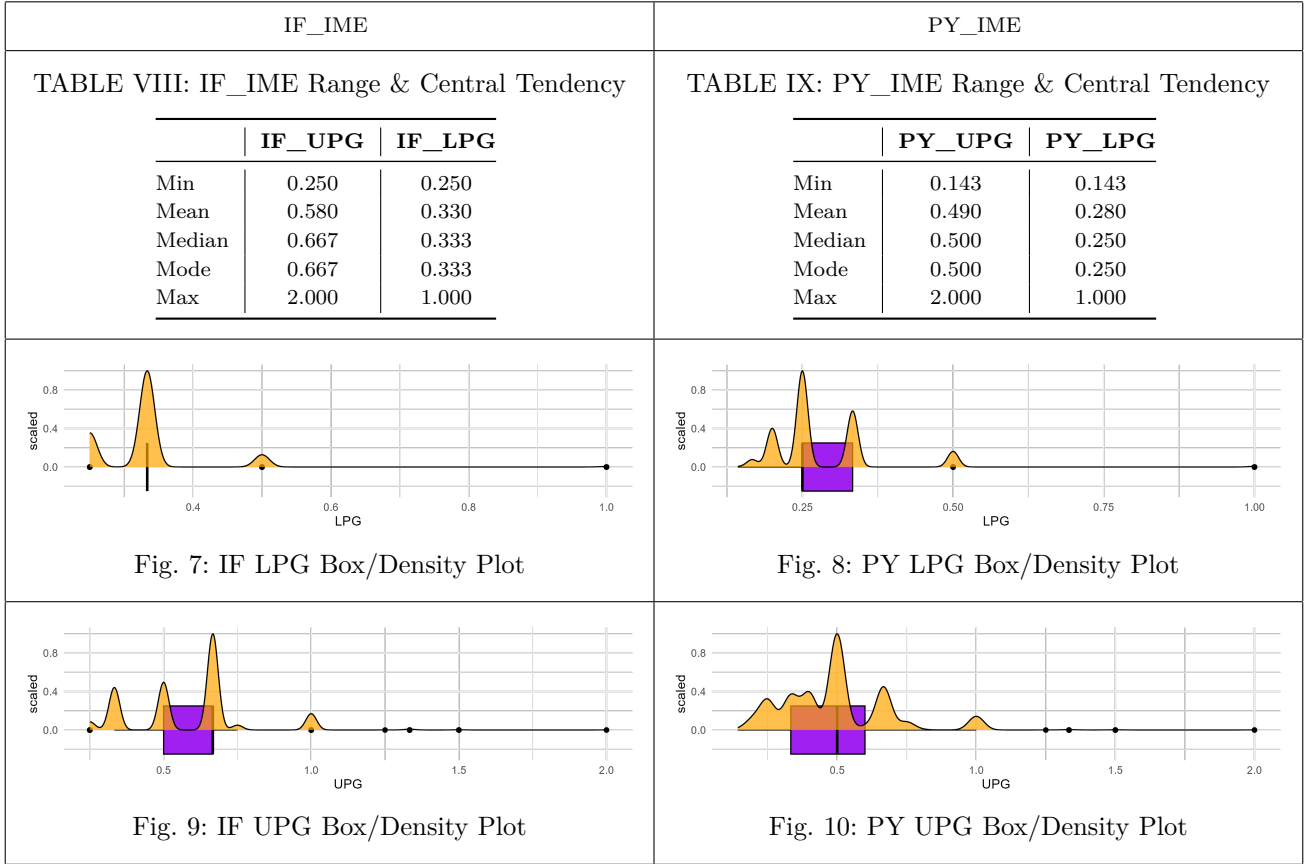 IF_IME
PY_IME
TABLE VIII: IF_IME Range & Central Tendency
IF_UPG IF_LPG
Min 0.250 0.250
Mean 0.580 0.330
Median 0.667 0.333
Mode 0.667 0.333
Max 2.000 1.000
TABLE IX: PY_IME Range & Central Tendency
PY_UPG PY_LPG
Min 0.143 0.143
Mean 0.490 0.280
Median 0.500 0.250
Mode 0.500 0.250
Max 2.000 1.000
scaled
0.8
0.4
0.0
0.4 0.6 0.8 1.0
LPG
Fig. 7: IF LPG Box/Density Plot
scaled
0.8
0.4
0.0
0.25 0.50 0.75 1.00
LPG
Fig. 8: PY LPG Box/Density Plot
scaled
0.8
0.4
0.0
0.5 1.0 1.5 2.0
UPG
Fig. 9: IF UPG Box/Density Plot
scaled
0.8
0.4
0.0
0.5 1.0 1.5 2.0
UPG
Fig. 10: PY UPG Box/Density Plot